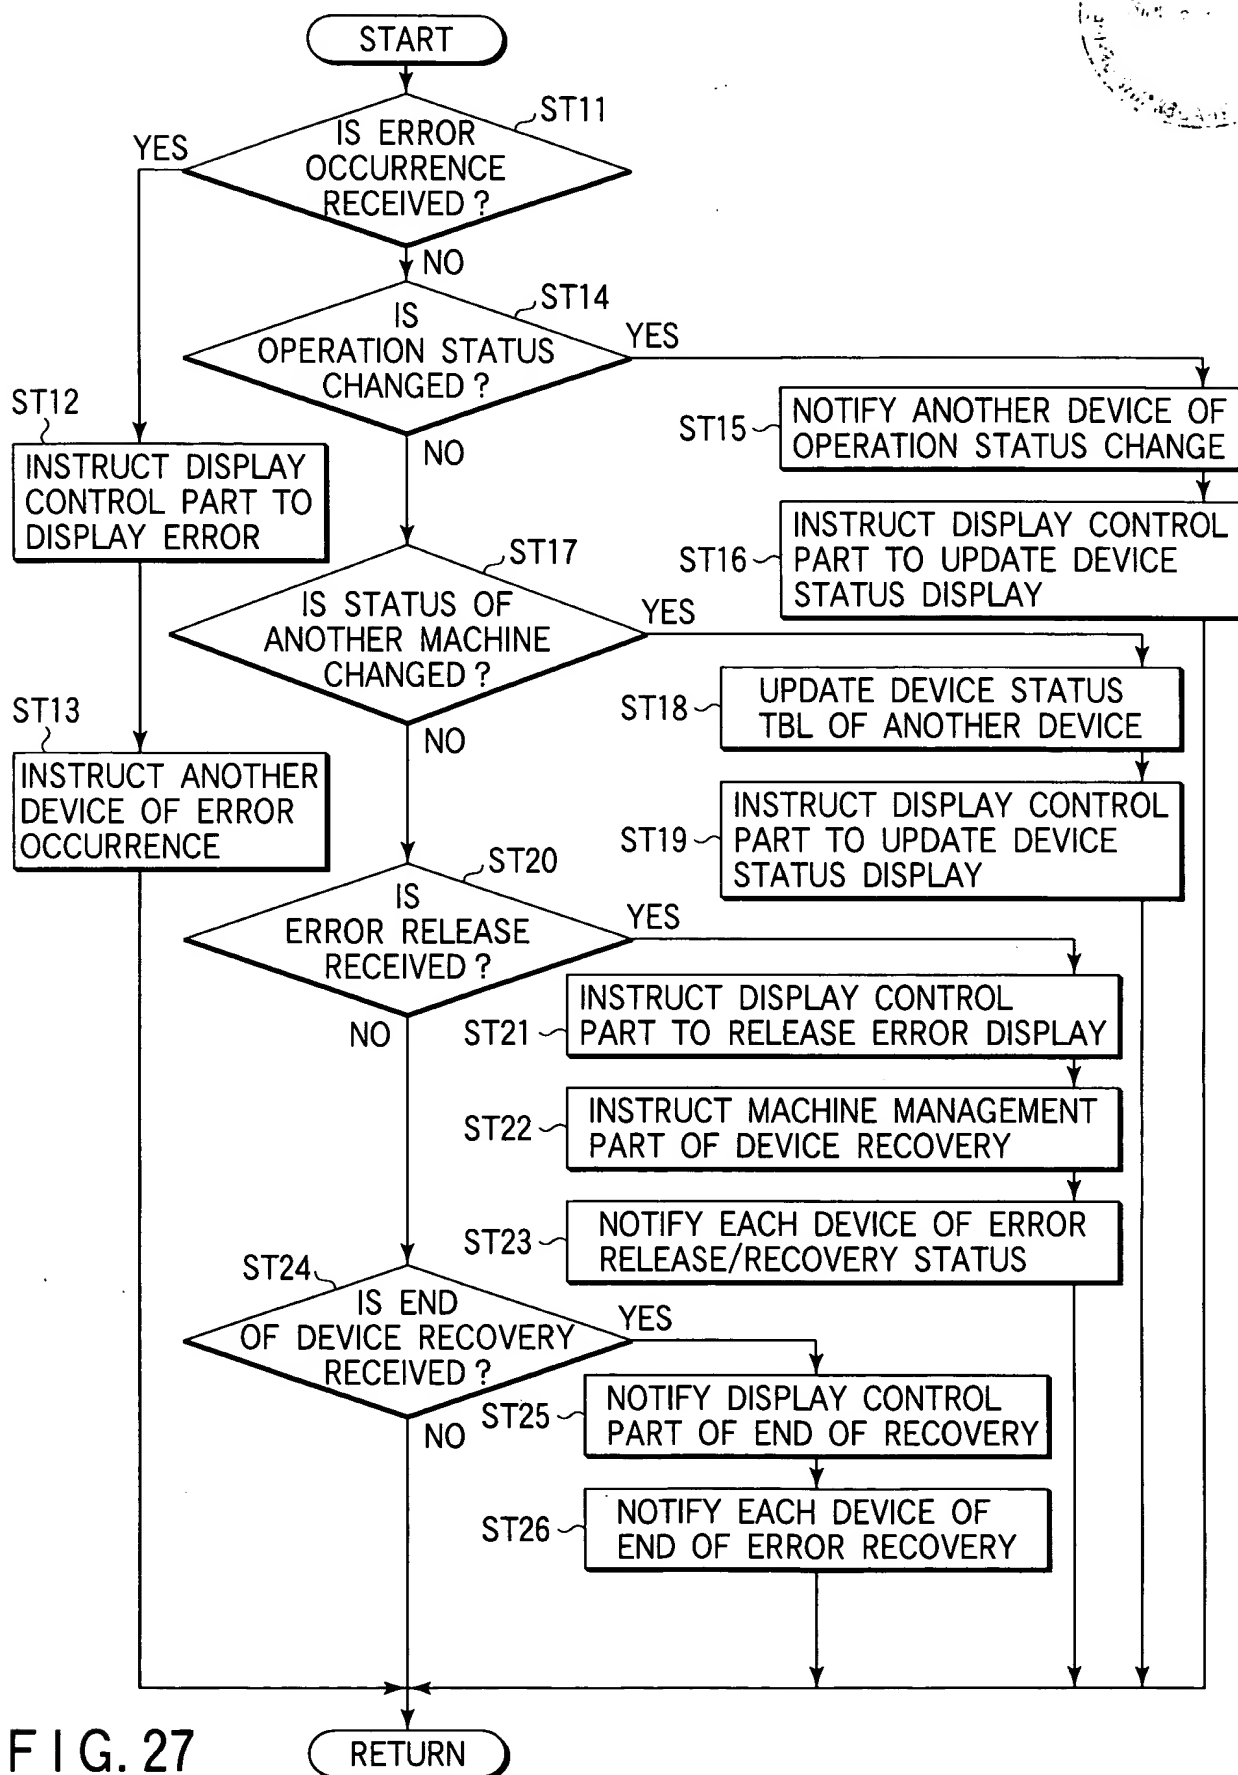 START
ST11
IS ERROR
OCCURRENCE
RECEIVED?
YES
NO
ST14
IS
OPERATION STATUS
CHANGED?
YES
NO
ST12
INSTRUCT DISPLAY
CONTROL PART TO
DISPLAY ERROR
ST15
NOTIFY ANOTHER DEVICE OF
OPERATION STATUS CHANGE
ST16
INSTRUCT DISPLAY CONTROL
PART TO UPDATE DEVICE
STATUS DISPLAY
ST17
IS STATUS OF
ANOTHER MACHINE
CHANGED?
YES
NO
ST13
INSTRUCT ANOTHER
DEVICE OF ERROR
OCCURRENCE
ST18
UPDATE DEVICE STATUS
TBL OF ANOTHER DEVICE
ST19
INSTRUCT DISPLAY CONTROL
PART TO UPDATE DEVICE
STATUS DISPLAY
ST20
IS
ERROR RELEASE
RECEIVED?
YES
NO
ST21
INSTRUCT DISPLAY CONTROL
PART TO RELEASE ERROR DISPLAY
ST22
INSTRUCT MACHINE MANAGEMENT
PART OF DEVICE RECOVERY
ST23
NOTIFY EACH DEVICE OF ERROR
RELEASE/RECOVERY STATUS
ST24
IS END
OF DEVICE RECOVERY
RECEIVED?
YES
NO
ST25
NOTIFY DISPLAY CONTROL
PART OF END OF RECOVERY
ST26
NOTIFY EACH DEVICE OF
END OF ERROR RECOVERY
RETURN
FIG. 27